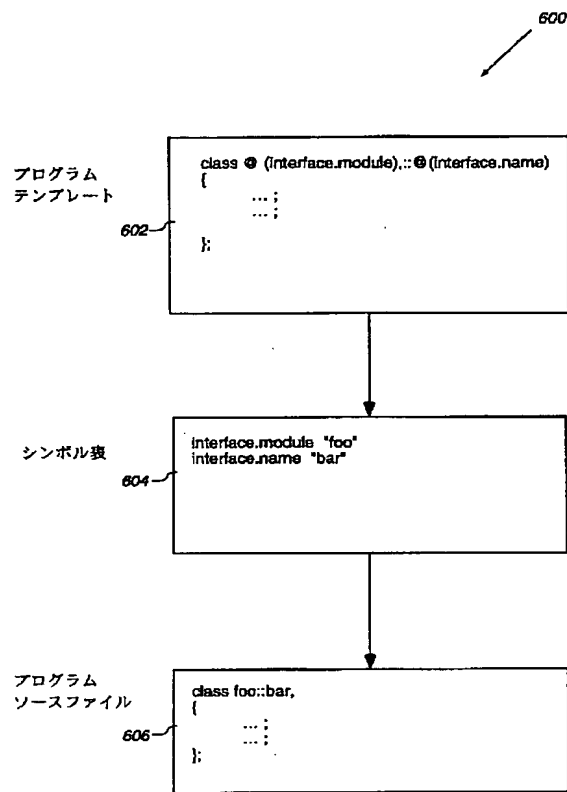 600
プログラム
テンプレート
602
class @ (interface.module),::@(interface.name)
{
... ;
... ;
};
シンボル表
604
interface.module "foo"
interface.name "bar"
プログラム
ソースファイル
606
class foo::bar,
{
... ;
... ;
};